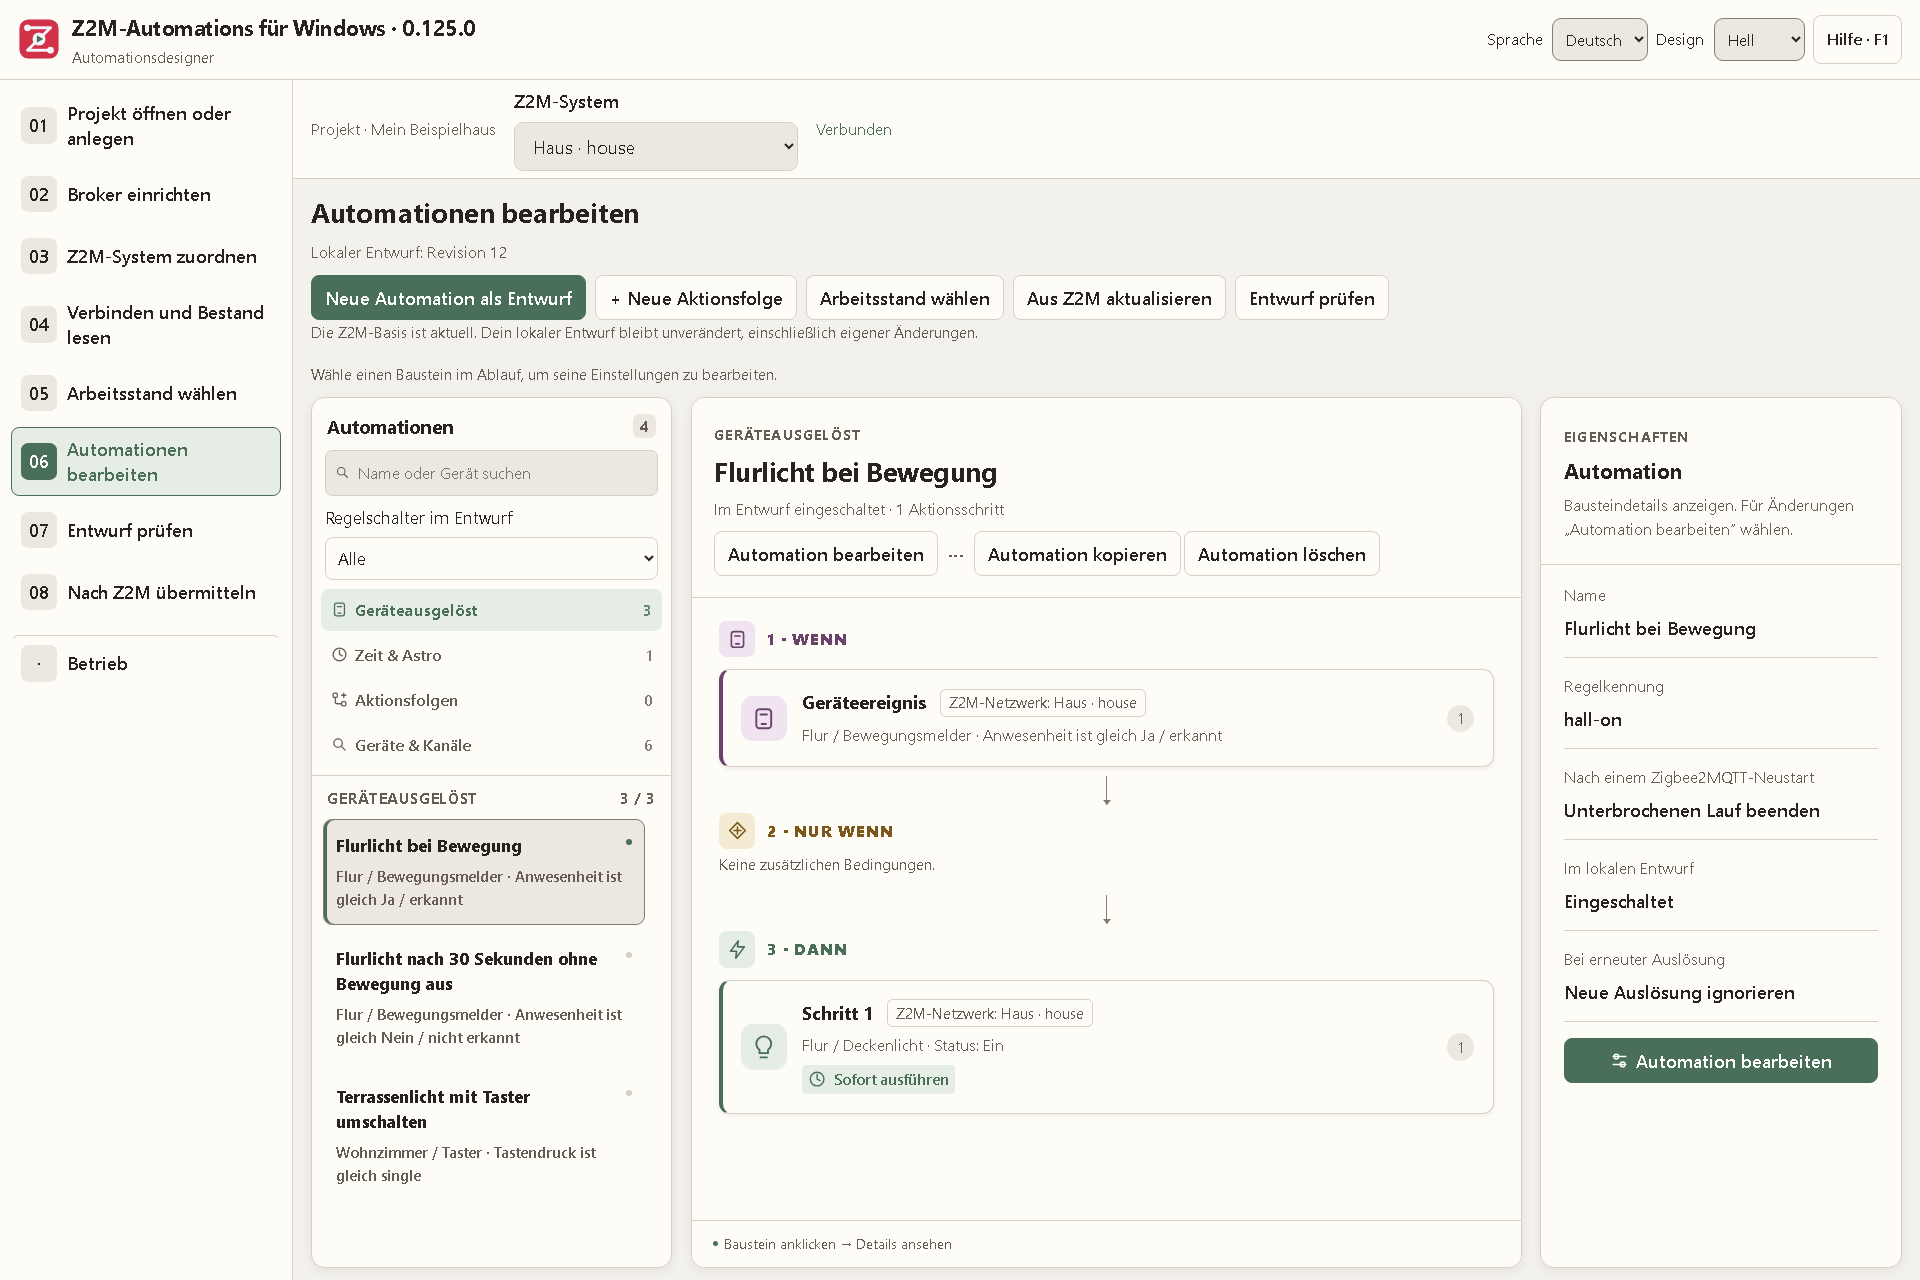 Z2M-Automations für Windows · 0.125.0
Automationsdesigner
Sprache
Deutsch
Design
Hell
Hilfe · F1
01
Projekt öffnen oder
anlegen
02
Broker einrichten
03
Z2M-System zuordnen
04
Verbinden und Bestand
lesen
05
Arbeitsstand wählen
06
Automationen
bearbeiten
07
Entwurf prüfen
08
Nach Z2M übermitteln
·
Betrieb
Projekt · Mein Beispielhaus
Z2M-System
Haus · house
Verbunden
Automationen bearbeiten
Lokaler Entwurf: Revision 12
Neue Automation als Entwurf
+ Neue Aktionsfolge
Arbeitsstand wählen
Aus Z2M aktualisieren
Entwurf prüfen
Die Z2M-Basis ist aktuell. Dein lokaler Entwurf bleibt unverändert, einschließlich eigener Änderungen.
Wähle einen Baustein im Ablauf, um seine Einstellungen zu bearbeiten.
Automationen
4
Name oder Gerät suchen
Regelschalter im Entwurf
Alle
Geräteausgelöst
3
Zeit & Astro
1
Aktionsfolgen
0
Geräte & Kanäle
6
GERÄTEAUSGELÖST
3 / 3
Flurlicht bei Bewegung
Flur / Bewegungsmelder · Anwesenheit ist
gleich Ja / erkannt
Flurlicht nach 30 Sekunden ohne
Bewegung aus
Flur / Bewegungsmelder · Anwesenheit ist
gleich Nein / nicht erkannt
Terrassenlicht mit Taster
umschalten
Wohnzimmer / Taster · Tastendruck ist
gleich single
GERÄTEAUSGELÖST
Flurlicht bei Bewegung
Im Entwurf eingeschaltet · 1 Aktionsschritt
Automation bearbeiten
···
Automation kopieren
Automation löschen
1 · WENN
Geräteereignis
Z2M-Netzwerk: Haus · house
Flur / Bewegungsmelder · Anwesenheit ist gleich Ja / erkannt
1
2 · NUR WENN
Keine zusätzlichen Bedingungen.
3 · DANN
Schritt 1
Z2M-Netzwerk: Haus · house
Flur / Deckenlicht · Status: Ein
Sofort ausführen
1
• Baustein anklicken → Details ansehen
EIGENSCHAFTEN
Automation
Bausteindetails anzeigen. Für Änderungen
„Automation bearbeiten“ wählen.
Name
Flurlicht bei Bewegung
Regelkennung
hall-on
Nach einem Zigbee2MQTT-Neustart
Unterbrochenen Lauf beenden
Im lokalen Entwurf
Eingeschaltet
Bei erneuter Auslösung
Neue Auslösung ignorieren
Automation bearbeiten